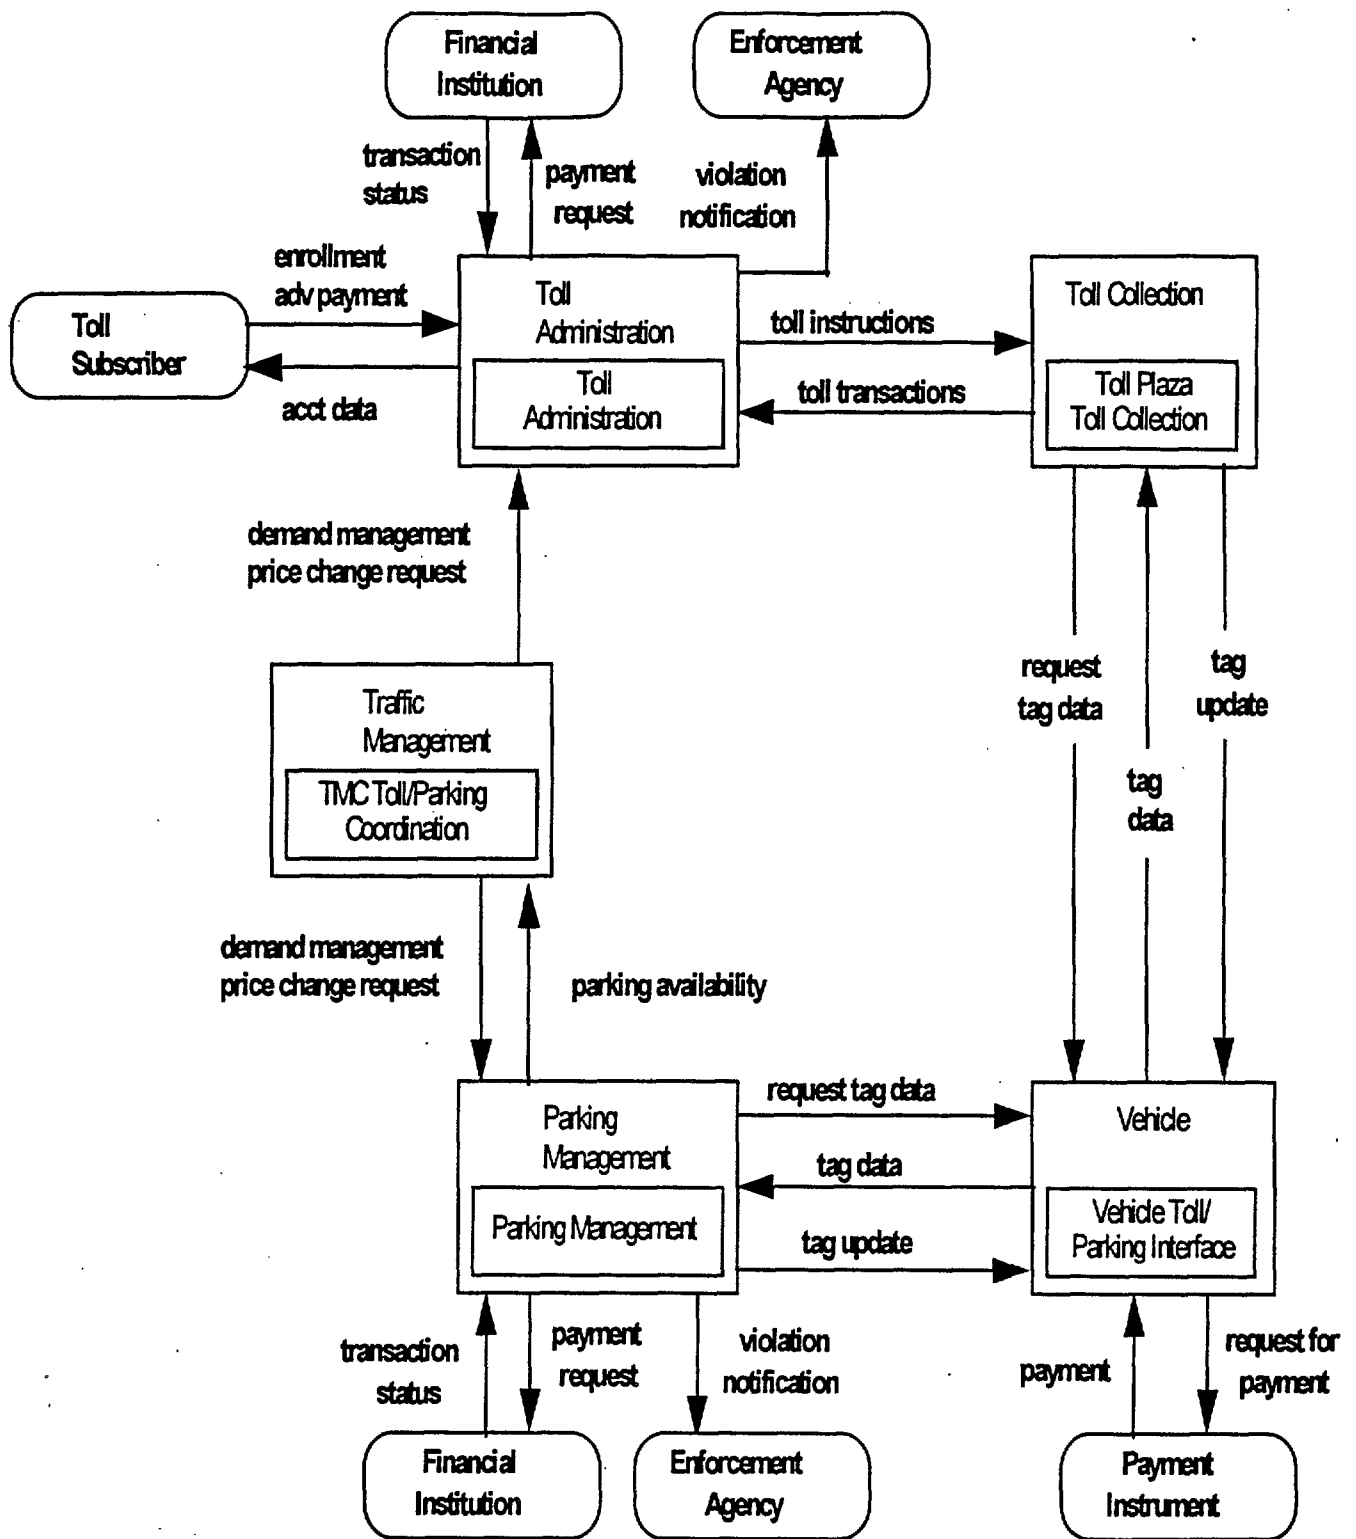 Financial
Institution
Enforcement
Agency
transaction
status
payment
request
violation
notification
enrollment
adv payment
Toll
Subscriber
acct data
Toll
Administration
Toll
Administration
toll instructions
toll transactions
Toll Collection
Toll Plaza
Toll Collection
demand management
price change request
Traffic
Management
TMC Toll/Parking
Coordination
request
tag data
tag
update
tag
data
demand management
price change request
parking availability
Parking
Management
Parking Management
request tag data
tag data
tag update
Vehicle
Vehicle Toll/
Parking Interface
transaction
status
payment
request
violation
notification
payment
request for
payment
Financial
Institution
Enforcement
Agency
Payment
Instrument